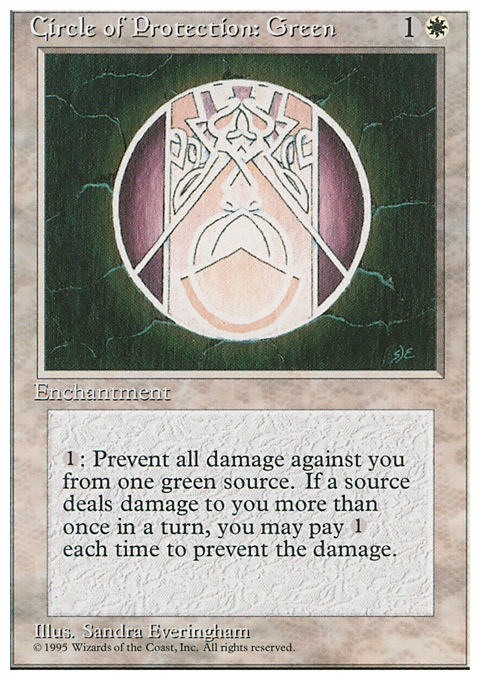 Circle of Protection: Green 1
Enchantment
1: Prevent all damage against you
from one green source. If a source
deals damage to you more than
once in a turn, you may pay 1
each time to prevent the damage.
Illus. Sandra Everingham
© 1995 Wizards of the Coast, Inc. All rights reserved.